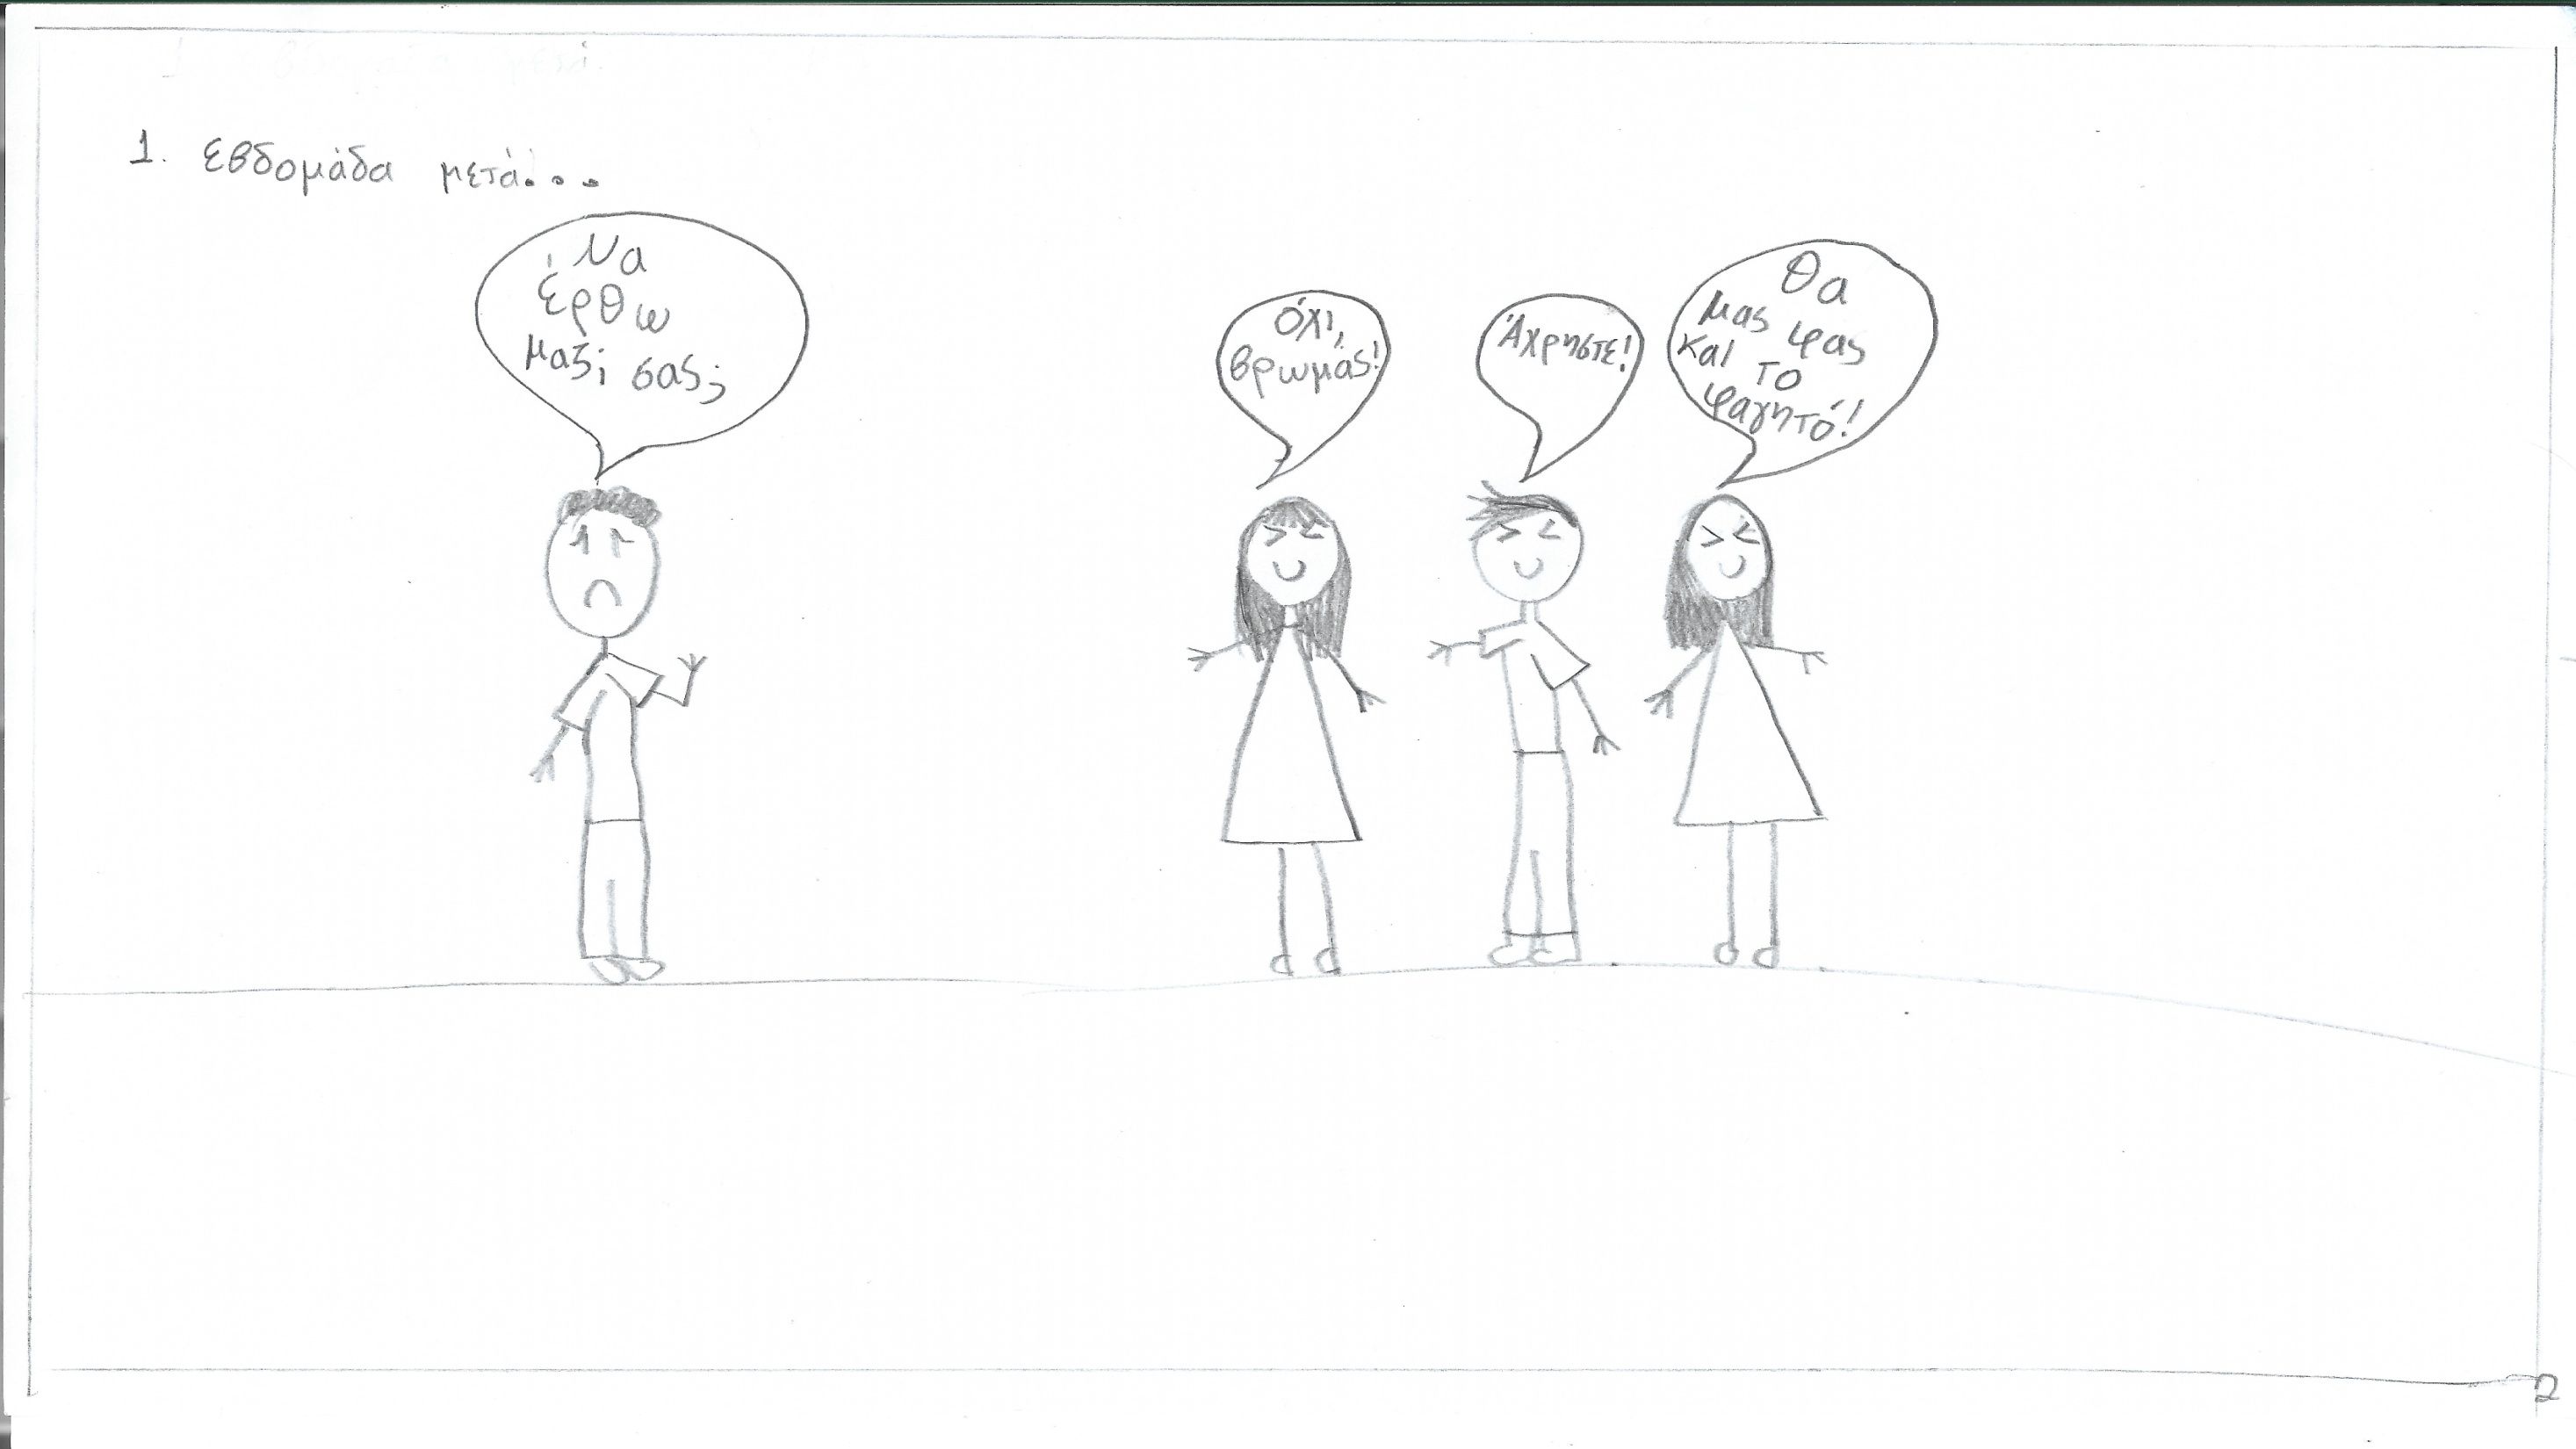 1. εβδομάδα μετά...
Να
έρθω
μαζί σας;
Όχι,
βρωμάς!
Άχρηστε!
Θα
μας φας
και το
φαγητό!
2